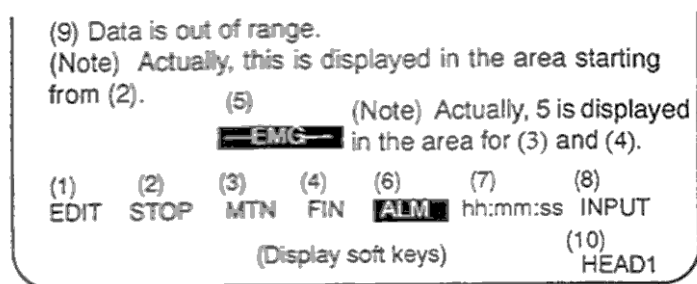 (9) Data is out of range.
(Note) Actually, this is displayed in the area starting
from (2).
(5)
(Note) Actually, 5 is displayed
—EMG— in the area for (3) and (4).
(1) (2) (3) (4) (6) (7) (8)
EDIT STOP MTN FIN ALM hh:mm:ss INPUT
(10)
(Display soft keys)
HEAD1